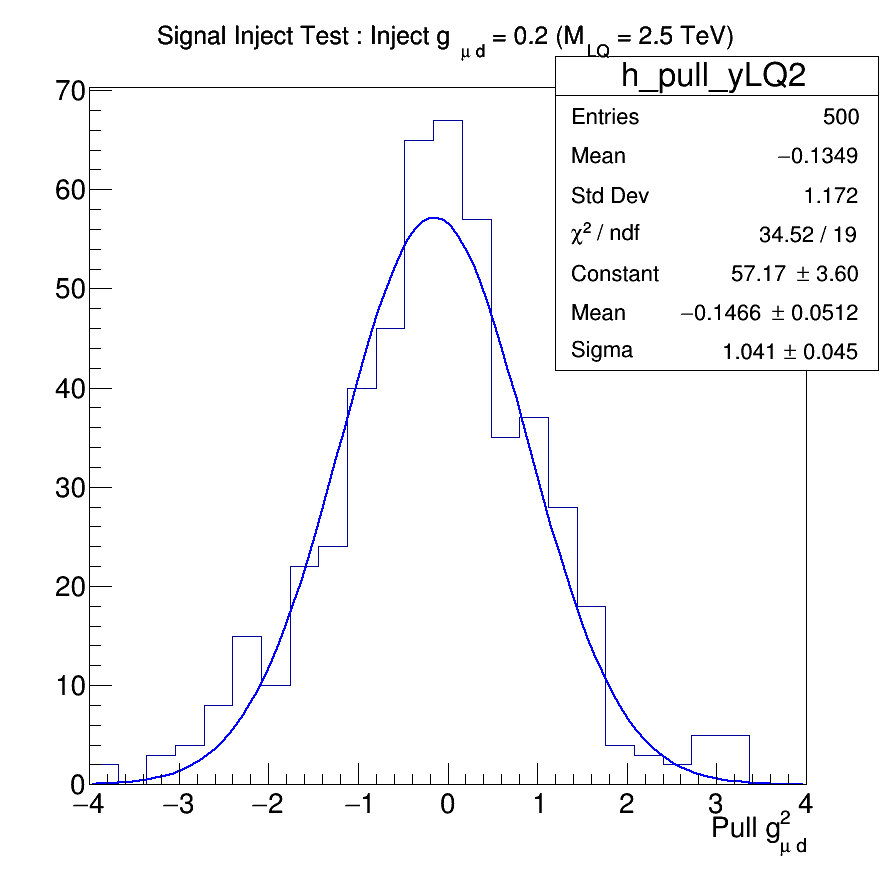 Signal Inject Test : Inject g μ d = 0.2 (M LQ = 2.5 TeV)
h_pull_yLQ2
Entries 500
Mean −0.1349
Std Dev 1.172
χ² / ndf 34.52 / 19
Constant 57.17 ± 3.60
Mean −0.1466 ± 0.0512
Sigma 1.041 ± 0.045
70
60
50
40
30
20
10
0
−4 −3 −2 −1 0 1 2 3 4
Pull g²μ d